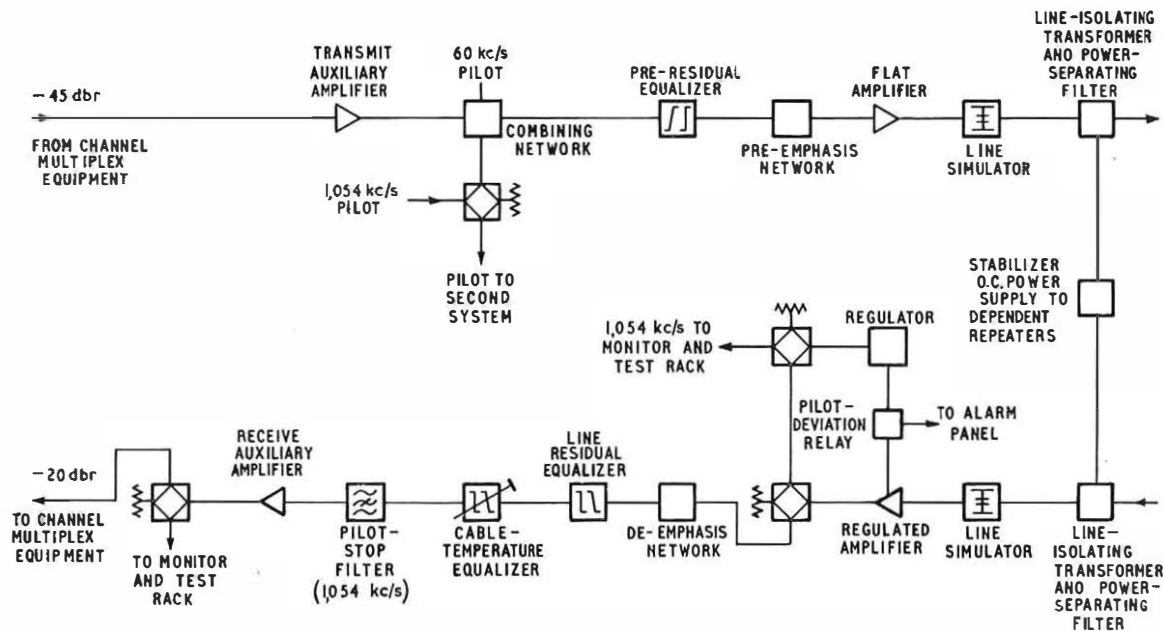 LINE-ISOLATING
TRANSFORMER
AND POWER-
SEPARATING
FILTER
TRANSMIT
AUXILIARY
AMPLIFIER
60 kc/s
PILOT
PRE-RESIDUAL
EQUALIZER
FLAT
AMPLIFIER
-45 dbr
FROM CHANNEL
MULTIPLEX
EQUIPMENT
COMBINING
NETWORK
PRE-EMPHASIS
NETWORK
LINE
SIMULATOR
1,054 kc/s
PILOT
PILOT TO
SECOND
SYSTEM
STABILIZER
D.C. POWER
SUPPLY TO
DEPENDENT
REPEATERS
1,054 kc/s TO
MONITOR AND
TEST RACK
REGULATOR
PILOT-
DEVIATION
RELAY
TO ALARM
PANEL
-20 dbr
TO CHANNEL
MULTIPLEX
EQUIPMENT
RECEIVE
AUXILIARY
AMPLIFIER
LINE
RESIDUAL
EQUALIZER
TO MONITOR
AND TEST
RACK
PILOT-
STOP
FILTER
(1,054 kc/s)
CABLE-
TEMPERATURE
EQUALIZER
DE-EMPHASIS
NETWORK
REGULATED
AMPLIFIER
LINE
SIMULATOR
LINE-
ISOLATING
TRANSFORMER
AND POWER-
SEPARATING
FILTER